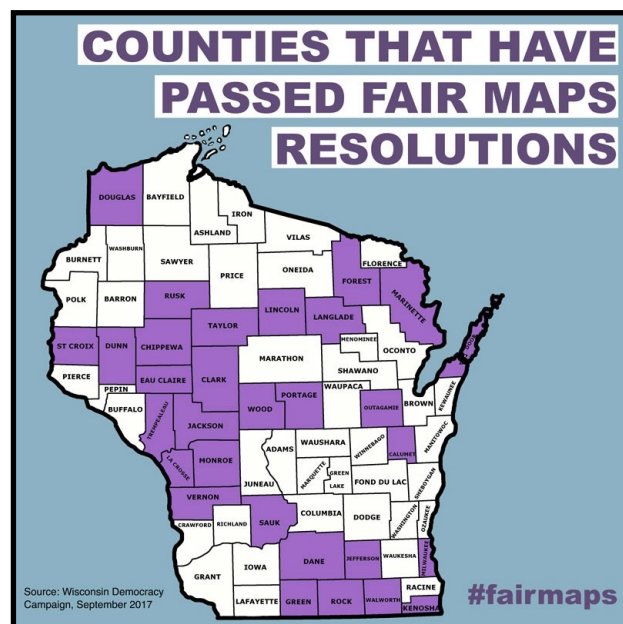 COUNTIES THAT HAVE
PASSED FAIR MAPS
RESOLUTIONS
DOUGLAS
BAYFIELD
ASHLAND
IRON
VILAS
BURNETT
WASHBURN
SAWYER
PRICE
ONEIDA
FOREST
FLORENCE
MARINETTE
POLK
BARRON
RUSK
TAYLOR
LINCOLN
LANGLADE
MENOMINEE
OCONTO
DOOR
ST CROIX
DUNN
CHIPPEWA
EAU CLAIRE
CLARK
MARATHON
SHAWANO
WAUPACA
PIERCE
PEPIN
BUFFALO
TREMPEALEAU
JACKSON
WOOD
PORTAGE
OUTAGAMIE
BROWN
KEWAUNEE
LA CROSSE
MONROE
JUNEAU
ADAMS
WAUSHARA
WINNEBAGO
CALUMET
MANITOWOC
MARQUETTE
GREEN
LAKE
FOND DU LAC
SHEBOYGAN
VERNON
CRAWFORD
RICHLAND
SAUK
COLUMBIA
DODGE
WASHINGTON
OZAUKEE
GRANT
IOWA
DANE
JEFFERSON
WAUKESHA
MILWAUKEE
LAFAYETTE
GREEN
ROCK
WALWORTH
RACINE
KENOSHA
Source: Wisconsin Democracy
Campaign, September 2017
#fairmaps